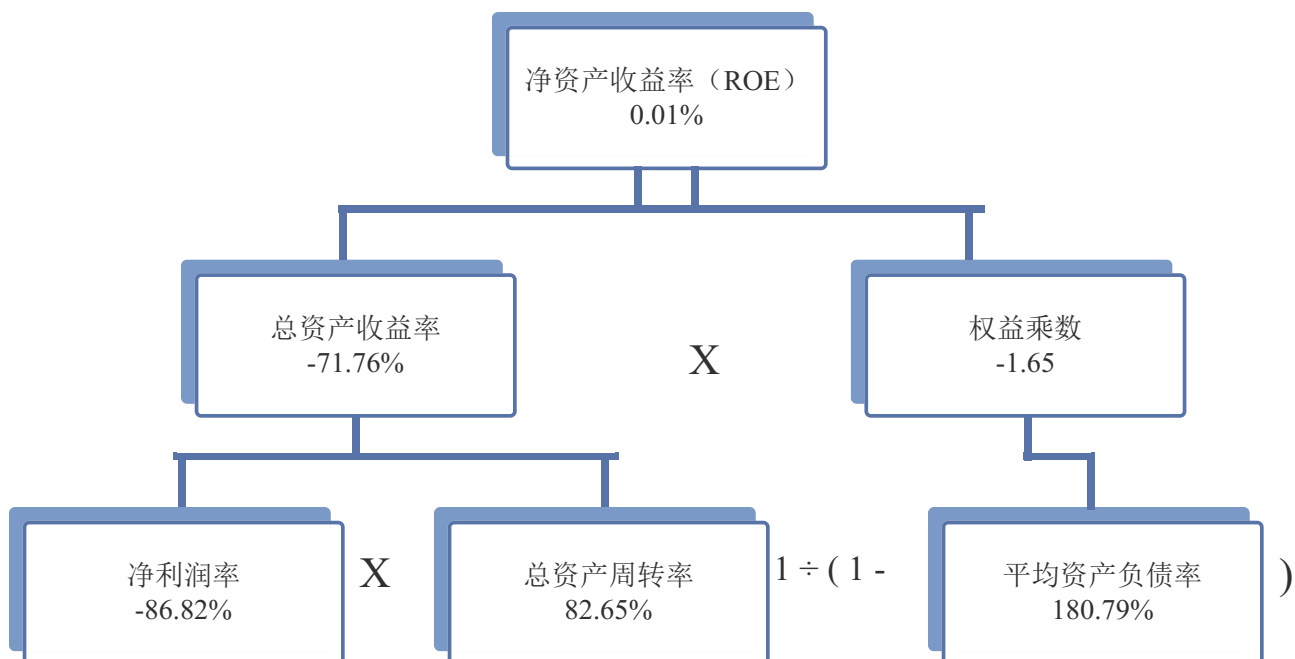 净资产收益率（ROE）
0.01%
总资产收益率
-71.76%
X
权益乘数
-1.65
净利润率
-86.82%
X
总资产周转率
82.65%
1 ÷ ( 1 -
平均资产负债率
180.79%
)